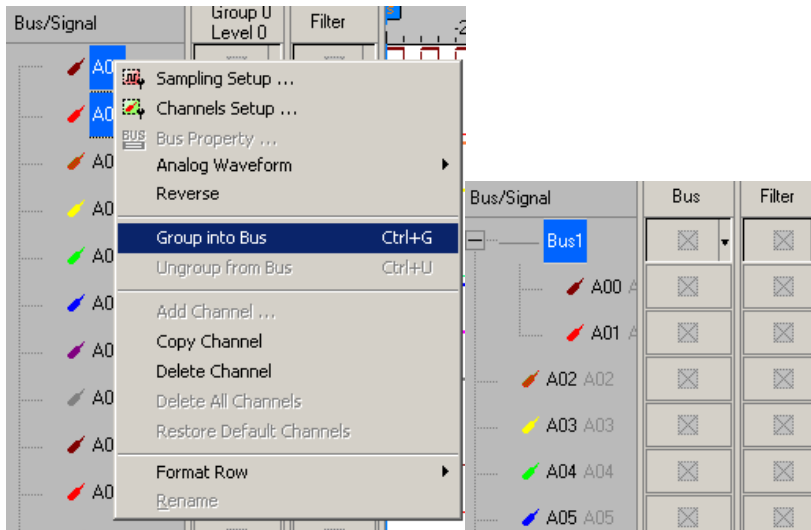 Bus/Signal
Group 0
Level 0
Filter
-2
A0
A0
A0
A0
A0
A0
A0
A0
A0
A0
Sampling Setup ...
Channels Setup ...
BUS Bus Property ...
Analog Waveform
Reverse
Group into Bus Ctrl+G
Ungroup from Bus Ctrl+U
Add Channel ...
Copy Channel
Delete Channel
Delete All Channels
Restore Default Channels
Format Row
Rename
Bus/Signal Bus Filter
Bus1
A00 A
A01 A
A02 A02
A03 A03
A04 A04
A05 A05